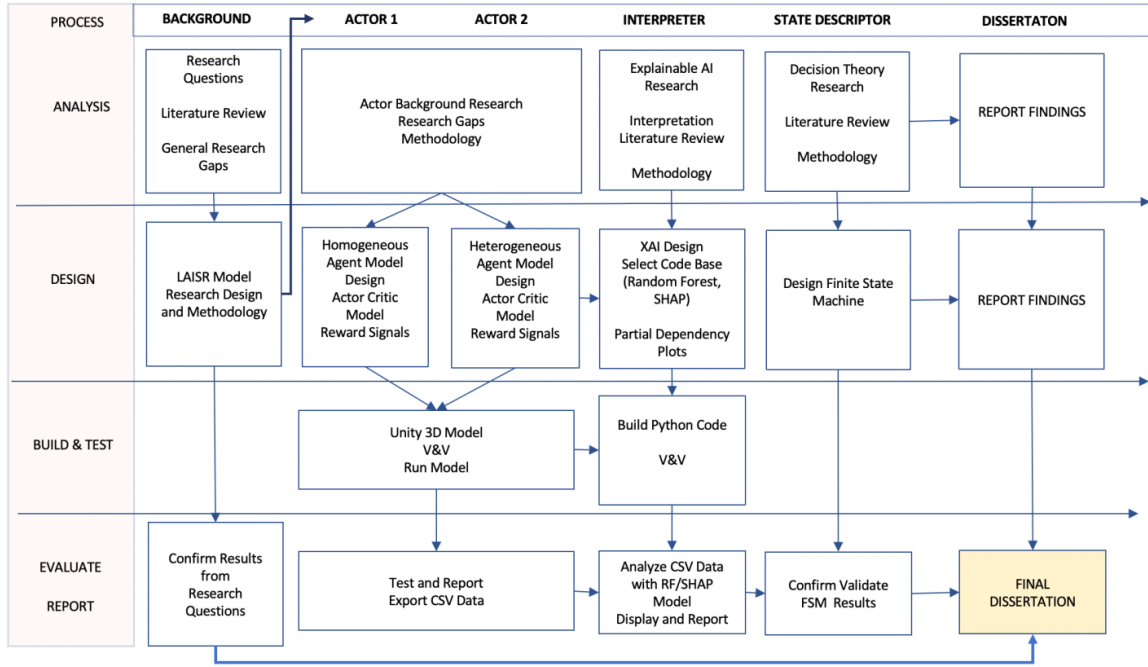 PROCESS
BACKGROUND
ACTOR 1
ACTOR 2
INTERPRETER
STATE DESCRIPTOR
DISSERTATON
ANALYSIS
Research
Questions
Literature Review
General Research
Gaps
Actor Background Research
Research Gaps
Methodology
Explainable AI
Research
Interpretation
Literature Review
Methodology
Decision Theory
Research
Literature Review
Methodology
REPORT FINDINGS
DESIGN
LAISR Model
Research Design
and Methodology
Homogeneous
Agent Model
Design
Actor Critic
Model
Reward Signals
Heterogeneous
Agent Model
Design
Actor Critic
Model
Reward Signals
XAI Design
Select Code Base
(Random Forest,
SHAP)
Partial Dependency
Plots
Design Finite State
Machine
REPORT FINDINGS
BUILD & TEST
Unity 3D Model
V&V
Run Model
Build Python Code
V&V
EVALUATE
REPORT
Confirm Results
from
Research
Questions
Test and Report
Export CSV Data
Analyze CSV Data
with RF/SHAP
Model
Display and Report
Confirm Validate
FSM Results
FINAL
DISSERTATION